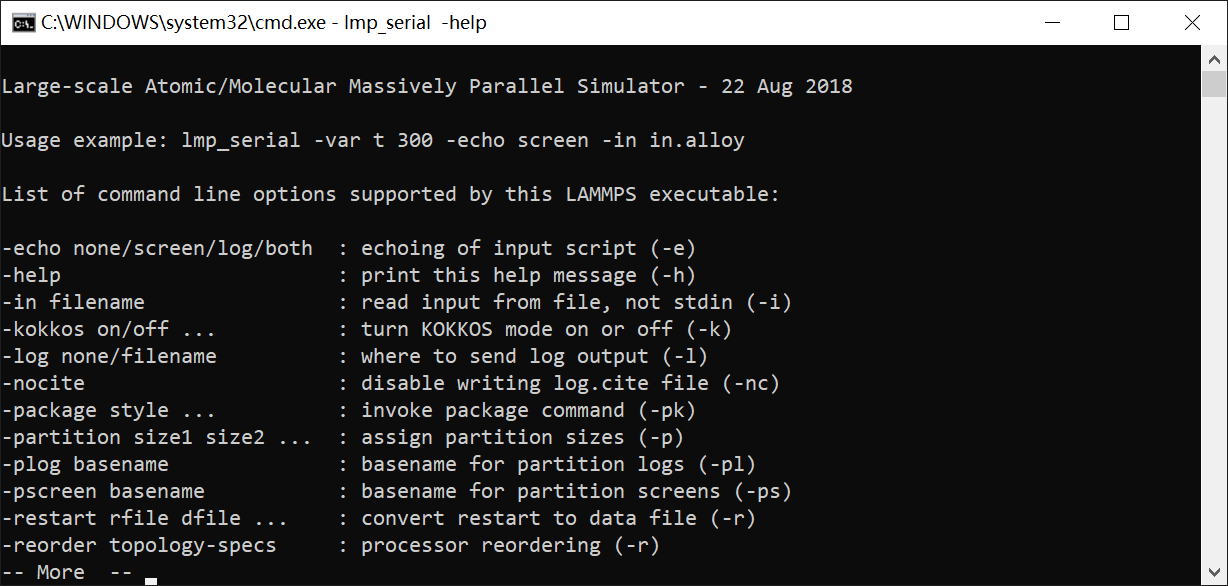 C:\WINDOWS\system32\cmd.exe - lmp_serial  -help
Large-scale Atomic/Molecular Massively Parallel Simulator - 22 Aug 2018
Usage example: lmp_serial -var t 300 -echo screen -in in.alloy
List of command line options supported by this LAMMPS executable:
-echo none/screen/log/both  : echoing of input script (-e)
-help                       : print this help message (-h)
-in filename                : read input from file, not stdin (-i)
-kokkos on/off ...          : turn KOKKOS mode on or off (-k)
-log none/filename          : where to send log output (-l)
-nocite                     : disable writing log.cite file (-nc)
-package style ...          : invoke package command (-pk)
-partition size1 size2 ...  : assign partition sizes (-p)
-plog basename              : basename for partition logs (-pl)
-pscreen basename           : basename for partition screens (-ps)
-restart rfile dfile ...    : convert restart to data file (-r)
-reorder topology-specs     : processor reordering (-r)
-- More  --